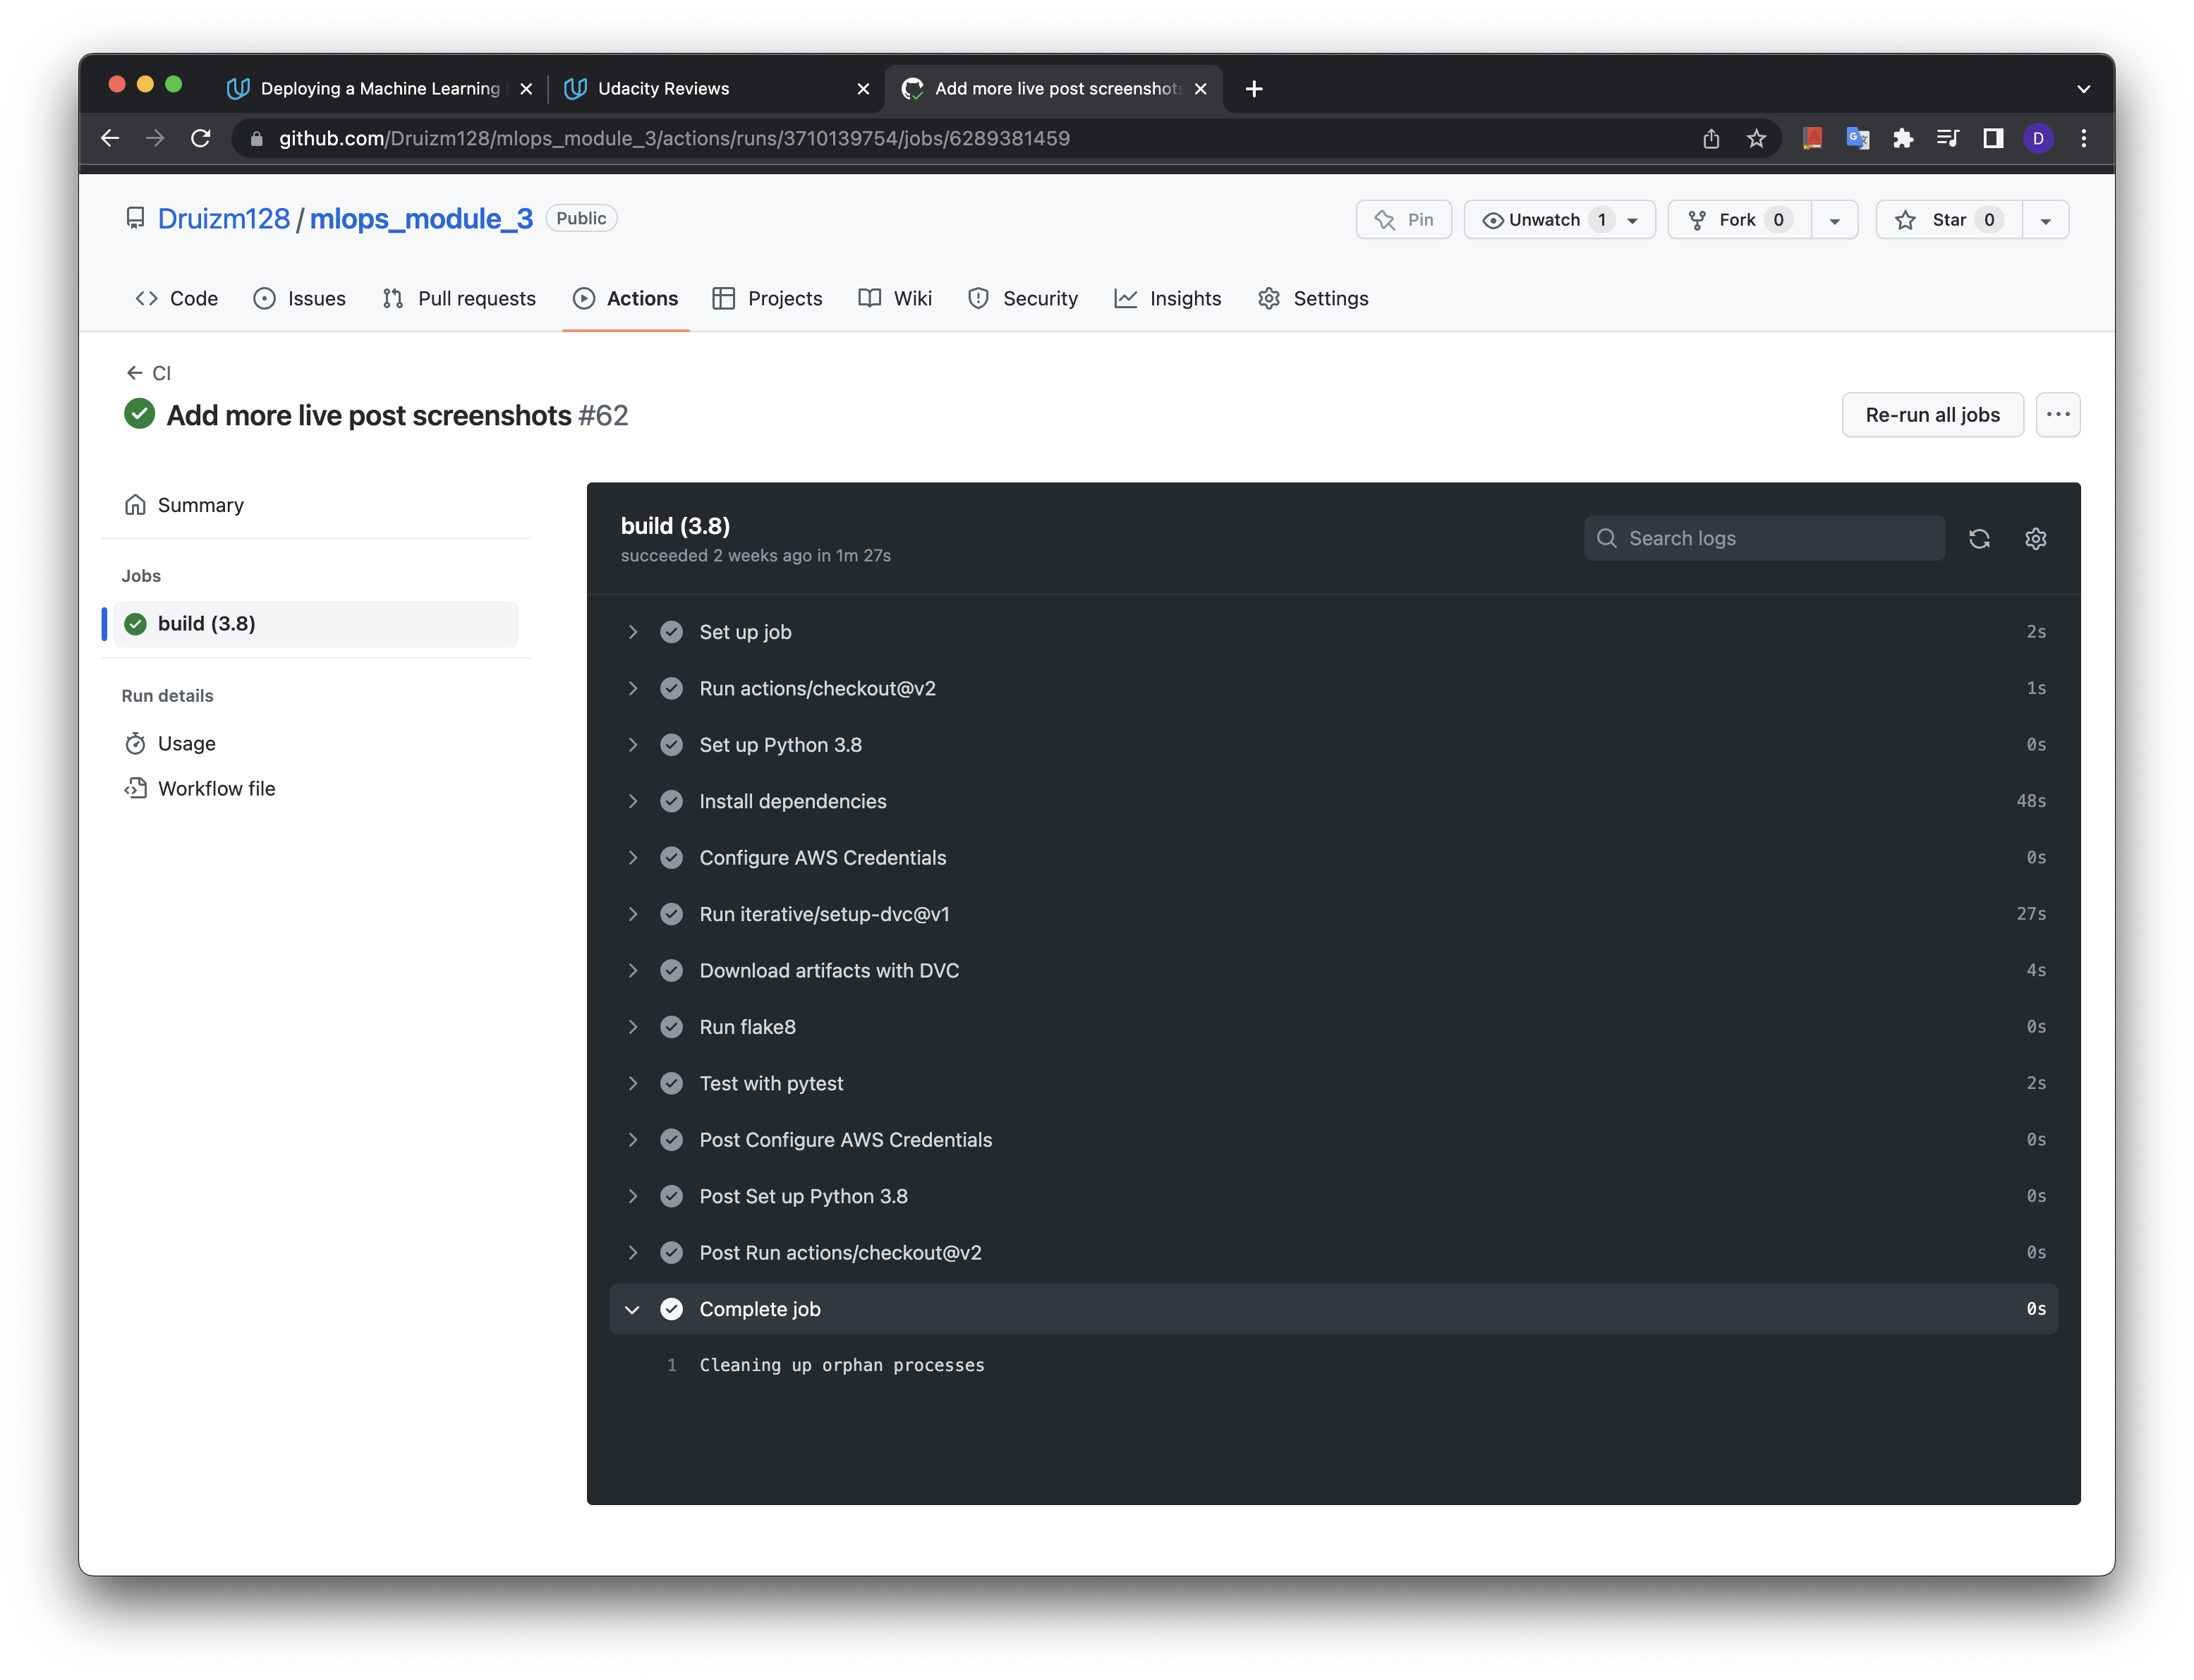 Deploying a Machine Learning
Udacity Reviews
Add more live post screenshots
github.com/Druizm128/mlops_module_3/actions/runs/3710139754/jobs/6289381459
D
Druizm128 / mlops_module_3 Public
Pin
Unwatch 1
Fork 0
Star 0
Code
Issues
Pull requests
Actions
Projects
Wiki
Security
Insights
Settings
CI
Add more live post screenshots #62
Re-run all jobs
Summary
Jobs
build (3.8)
Run details
Usage
Workflow file
build (3.8)
succeeded 2 weeks ago in 1m 27s
Search logs
Set up job 2s
Run actions/checkout@v2 1s
Set up Python 3.8 0s
Install dependencies 48s
Configure AWS Credentials 0s
Run iterative/setup-dvc@v1 27s
Download artifacts with DVC 4s
Run flake8 0s
Test with pytest 2s
Post Configure AWS Credentials 0s
Post Set up Python 3.8 0s
Post Run actions/checkout@v2 0s
Complete job 0s
1 Cleaning up orphan processes